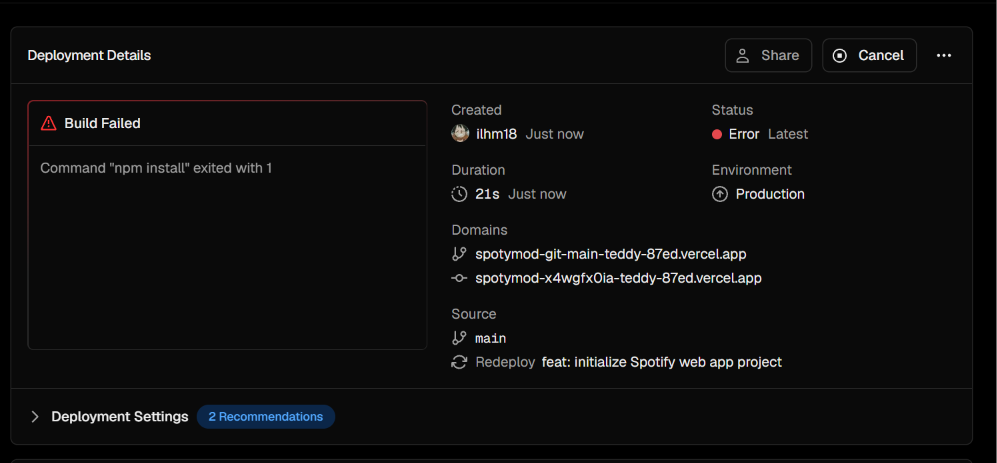 Deployment Details
Share
Cancel
Build Failed
Command "npm install" exited with 1
Created
ilhm18 Just now
Status
Error Latest
Duration
21s Just now
Environment
Production
Domains
spotymod-git-main-teddy-87ed.vercel.app
spotymod-x4wgfx0ia-teddy-87ed.vercel.app
Source
main
Redeploy feat: initialize Spotify web app project
Deployment Settings 2 Recommendations